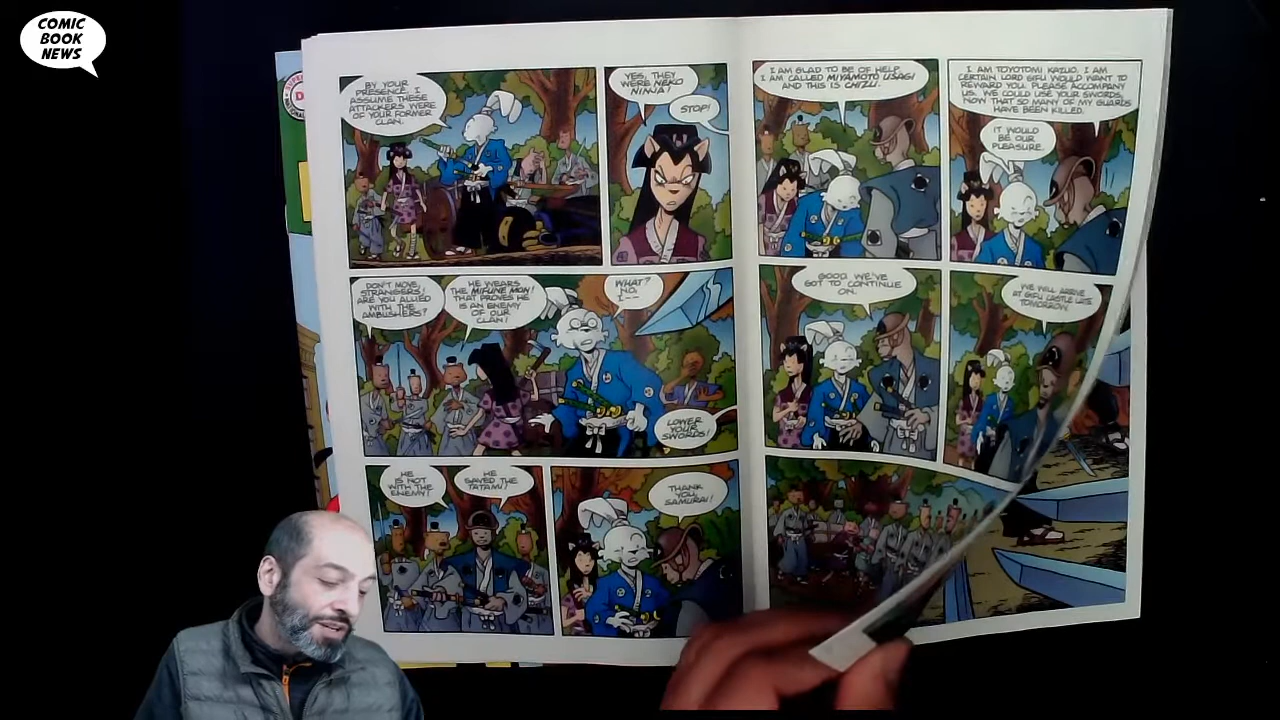 COMIC
BOOK
NEWS
BY YOUR
PRESENCE, I
ASSUME THESE
ATTACKERS WERE
OF YOUR FORMER
CLAN.
YES, THEY
WERE NEKO
NINJA!
STOP!
DON'T MOVE,
STRANGERS!
ARE YOU ALLIED
WITH THE
AMBUSHERS?
HE WEARS
THE MIFUNE MON!
THAT PROVES HE
IS AN ENEMY
OF OUR
CLAN!
WHAT?
NO,
I--
LOWER
YOUR
SWORDS!
HE
IS NOT
WITH THE
ENEMY!
HE
SAVED THE
TATAMI!
THANK
YOU,
SAMURAI!
I AM GLAD TO BE OF HELP.
I AM CALLED MIYAMOTO USAGI
AND THIS IS CHIZU.
I AM TOYOTOMI KAZUO. I AM
CERTAIN LORD GIFU WOULD WANT TO
REWARD YOU. PLEASE ACCOMPANY
US. WE COULD USE YOUR SWORDS,
NOW THAT SO MANY OF MY GUARDS
HAVE BEEN KILLED.
IT WOULD
BE OUR
PLEASURE.
GOOD. WE'VE
GOT TO CONTINUE
ON.
WE WILL ARRIVE
AT GIFU CASTLE LATE
TOMORROW.